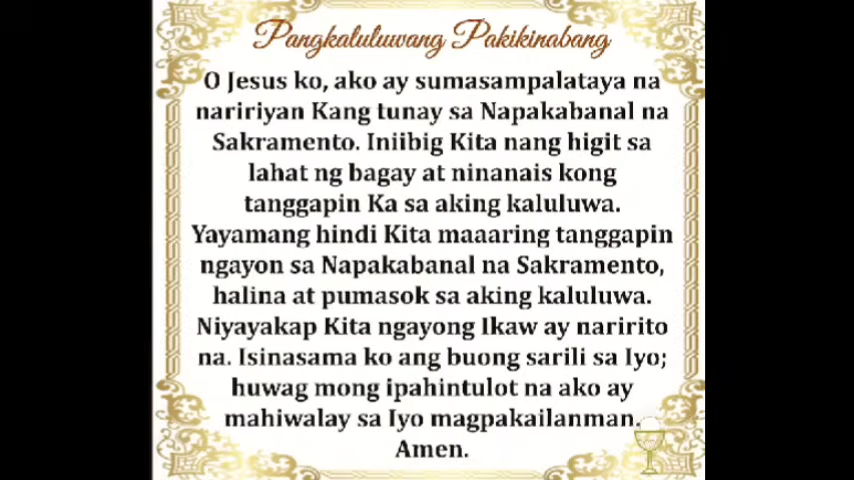 Pangkaluluwang Pakikinabang
O Jesus ko, ako ay sumasampalataya na
naririyan Kang tunay sa Napakabanal na
Sakramento. Iniibig Kita nang higit sa
lahat ng bagay at ninanais kong
tanggapin Ka sa aking kaluluwa.
Yayamang hindi Kita maaaring tanggapin
ngayon sa Napakabanal na Sakramento,
halina at pumasok sa aking kaluluwa.
Niyayakap Kita ngayong Ikaw ay naririto
na. Isinasama ko ang buong sarili sa Iyo;
huwag mong ipahintulot na ako ay
mahiwalay sa Iyo magpakailanman.
Amen.